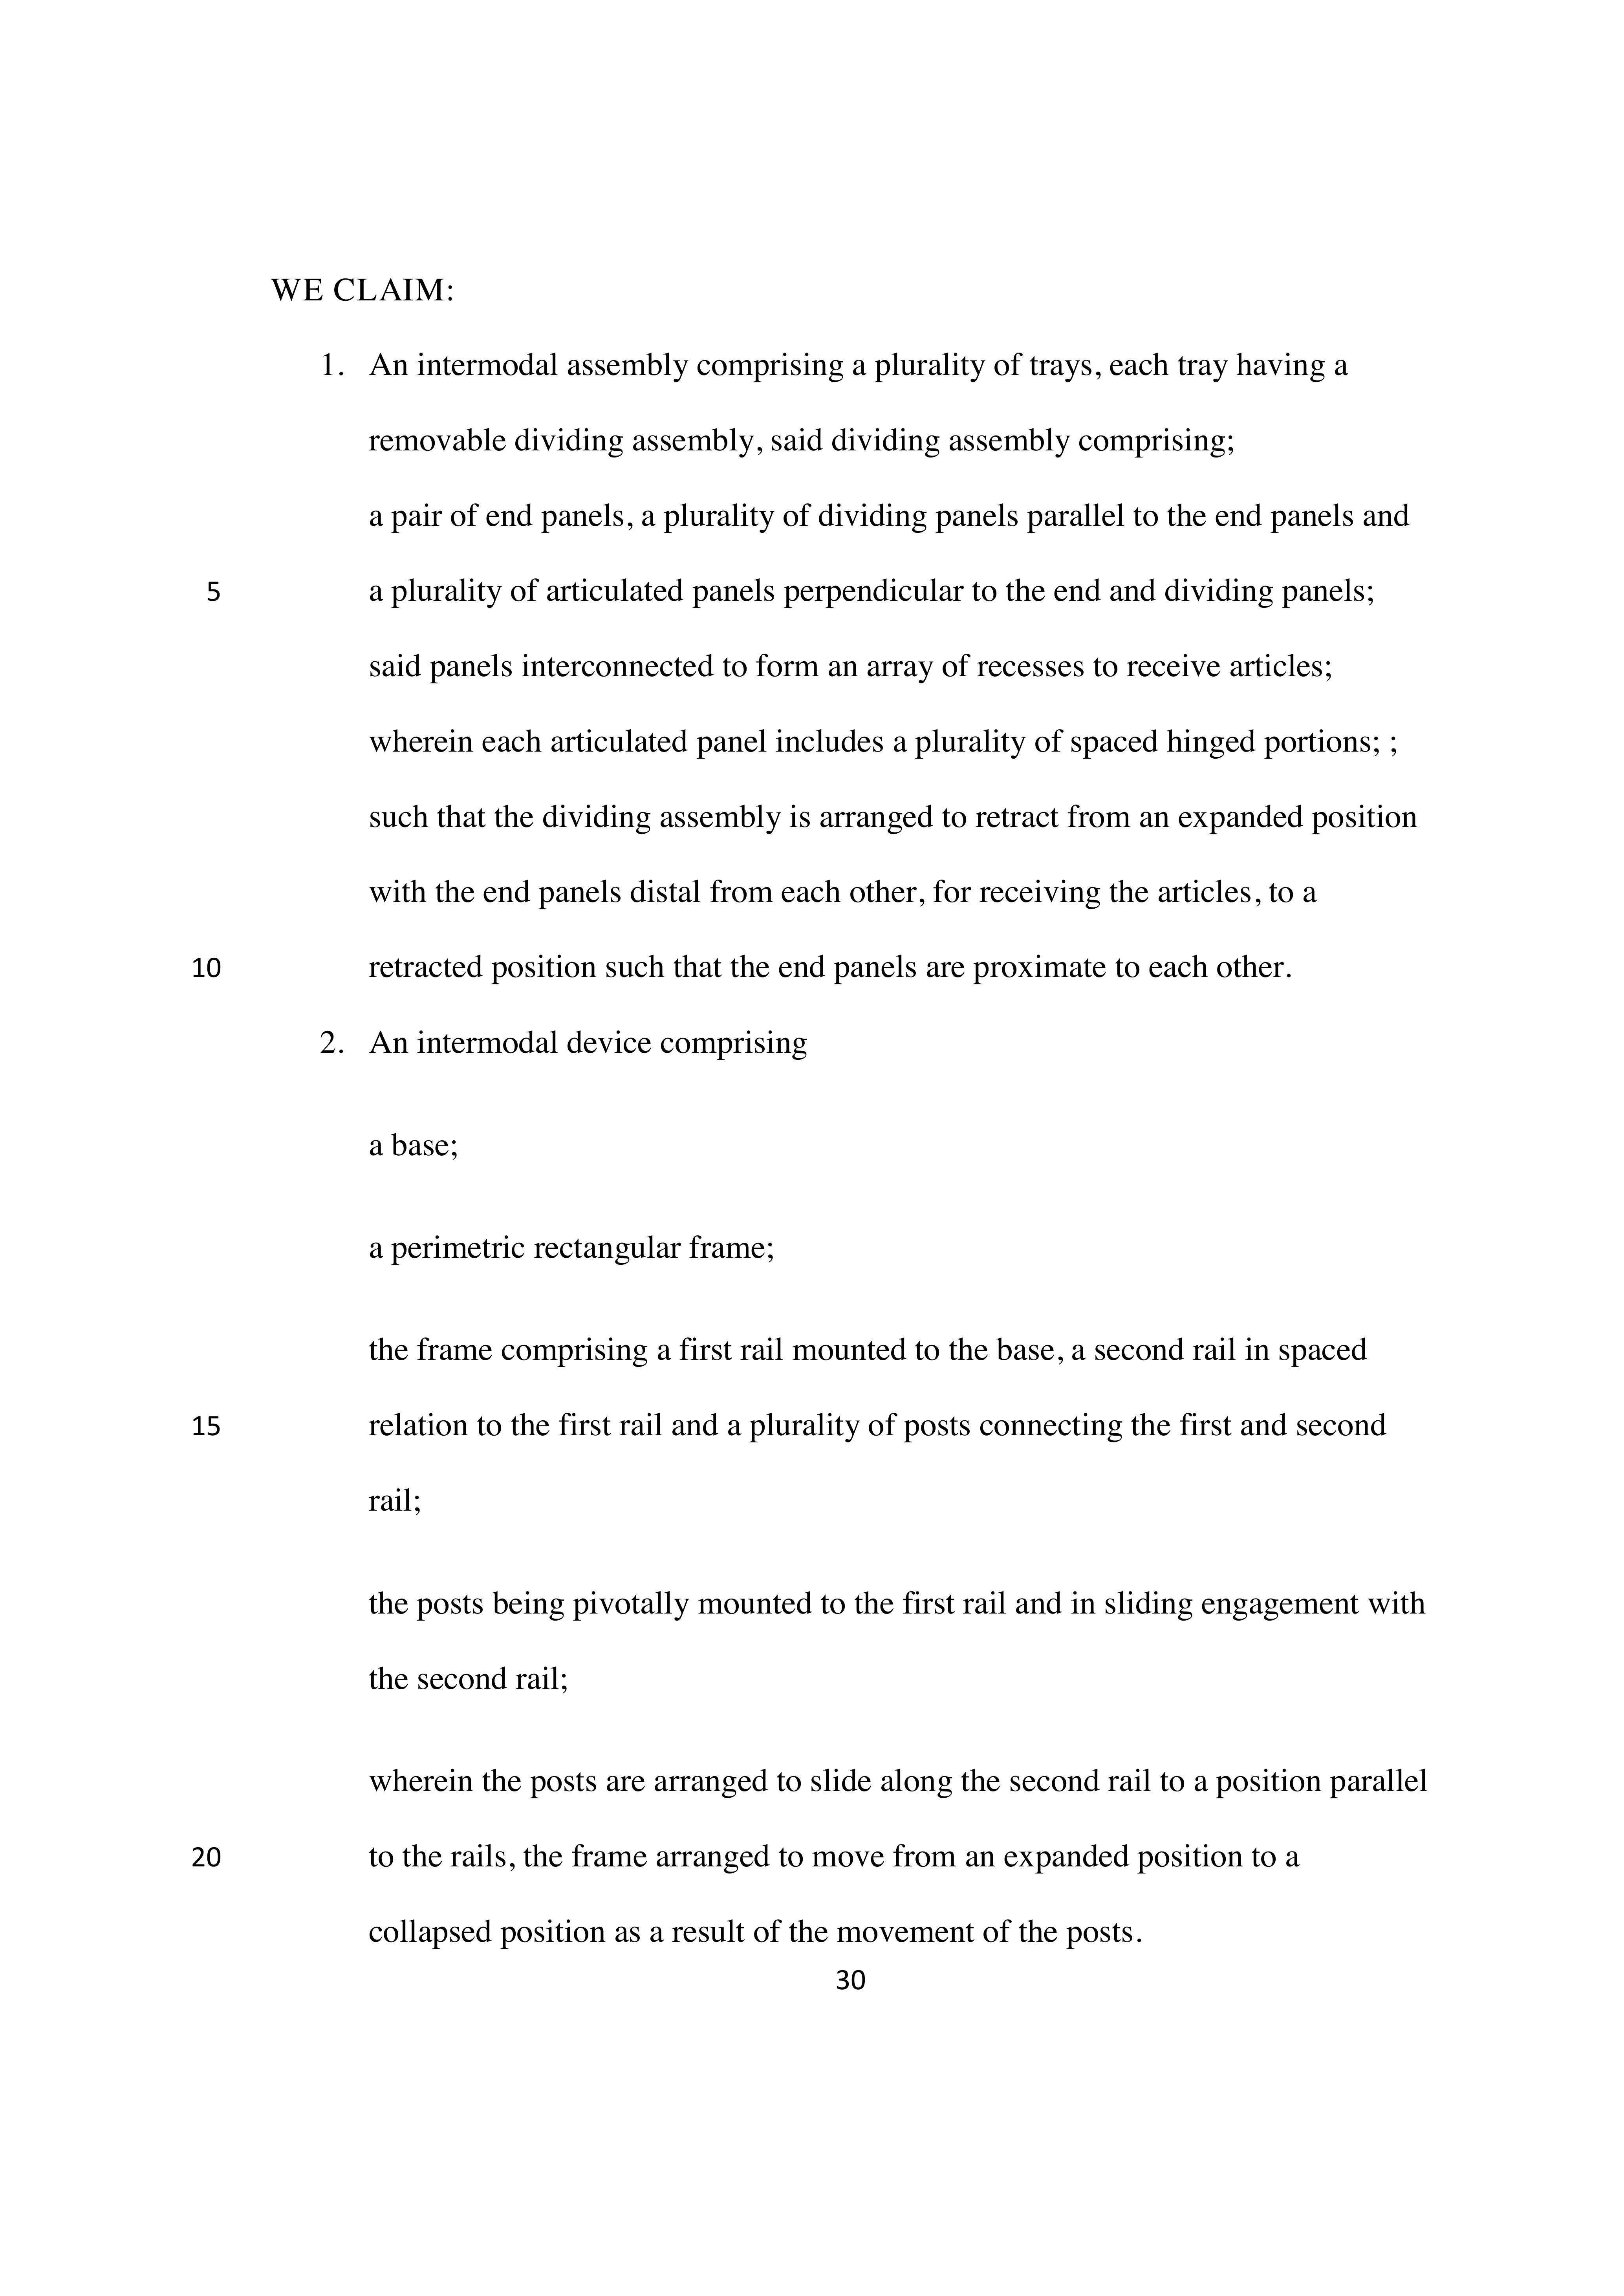 WE CLAIM:
1. An intermodal assembly comprising a plurality of trays, each tray having a
removable dividing assembly, said dividing assembly comprising;
a pair of end panels, a plurality of dividing panels parallel to the end panels and
5 a plurality of articulated panels perpendicular to the end and dividing panels;
said panels interconnected to form an array of recesses to receive articles;
wherein each articulated panel includes a plurality of spaced hinged portions; ;
such that the dividing assembly is arranged to retract from an expanded position
with the end panels distal from each other, for receiving the articles, to a
10 retracted position such that the end panels are proximate to each other.
2. An intermodal device comprising
a base;
a perimetric rectangular frame;
the frame comprising a first rail mounted to the base, a second rail in spaced
15 relation to the first rail and a plurality of posts connecting the first and second
rail;
the posts being pivotally mounted to the first rail and in sliding engagement with
the second rail;
wherein the posts are arranged to slide along the second rail to a position parallel
20 to the rails, the frame arranged to move from an expanded position to a
collapsed position as a result of the movement of the posts.
30